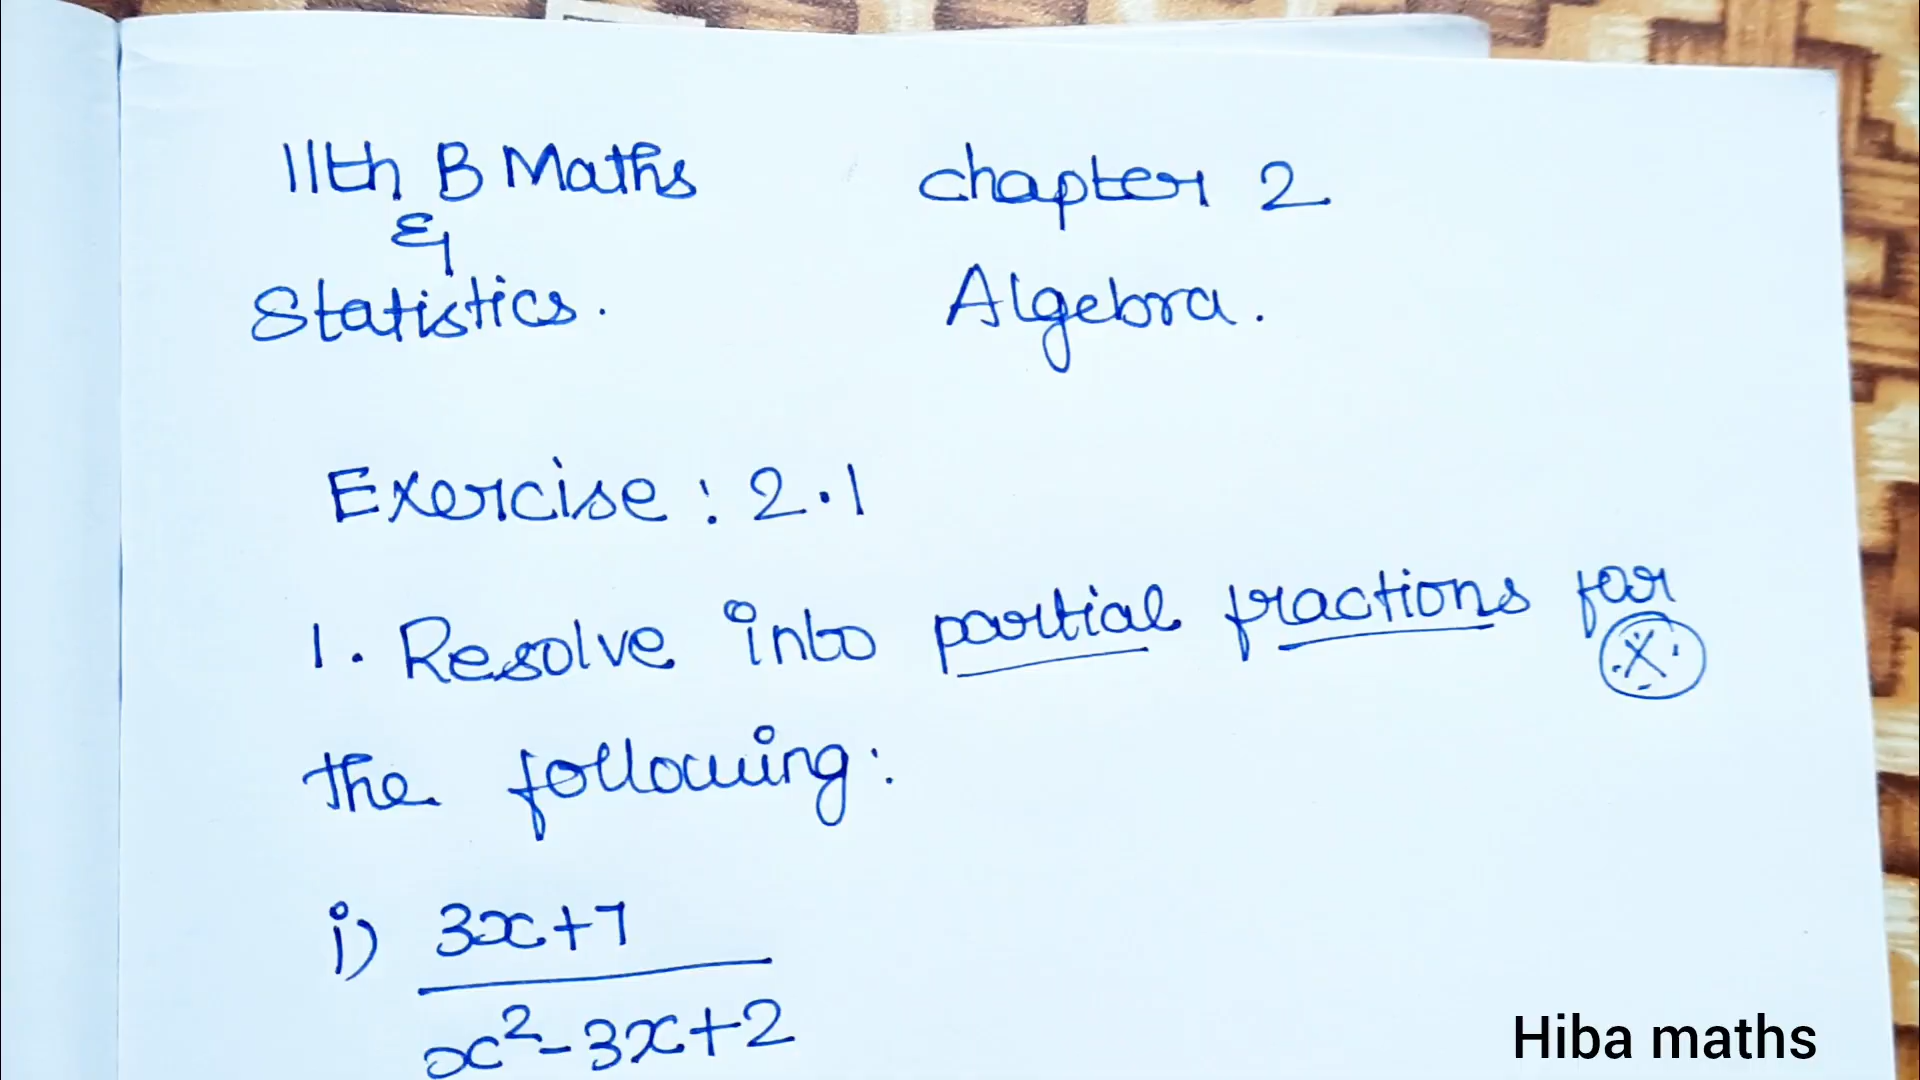 11th B Maths
&
Statistics.
chapter 2
Algebra.
Exercise : 2.1
1. Resolve into partial fractions for
the following:
i) 3x+7
x²-3x+2
Hiba maths